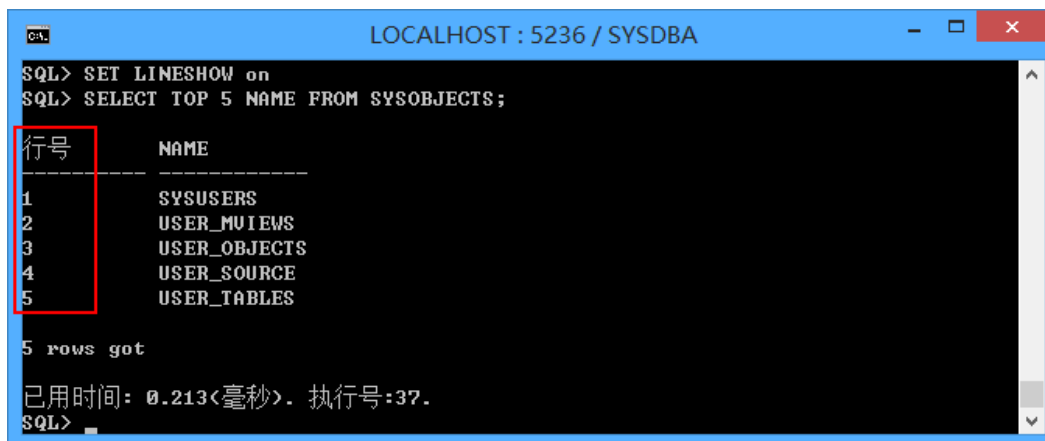 LOCALHOST : 5236 / SYSDBA
SQL> SET LINESHOW on
SQL> SELECT TOP 5 NAME FROM SYSOBJECTS;
行号 NAME
---------- ------------
1 SYSUSERS
2 USER_MVIEWS
3 USER_OBJECTS
4 USER_SOURCE
5 USER_TABLES
5 rows got
已用时间: 0.213(毫秒). 执行号:37.
SQL> _